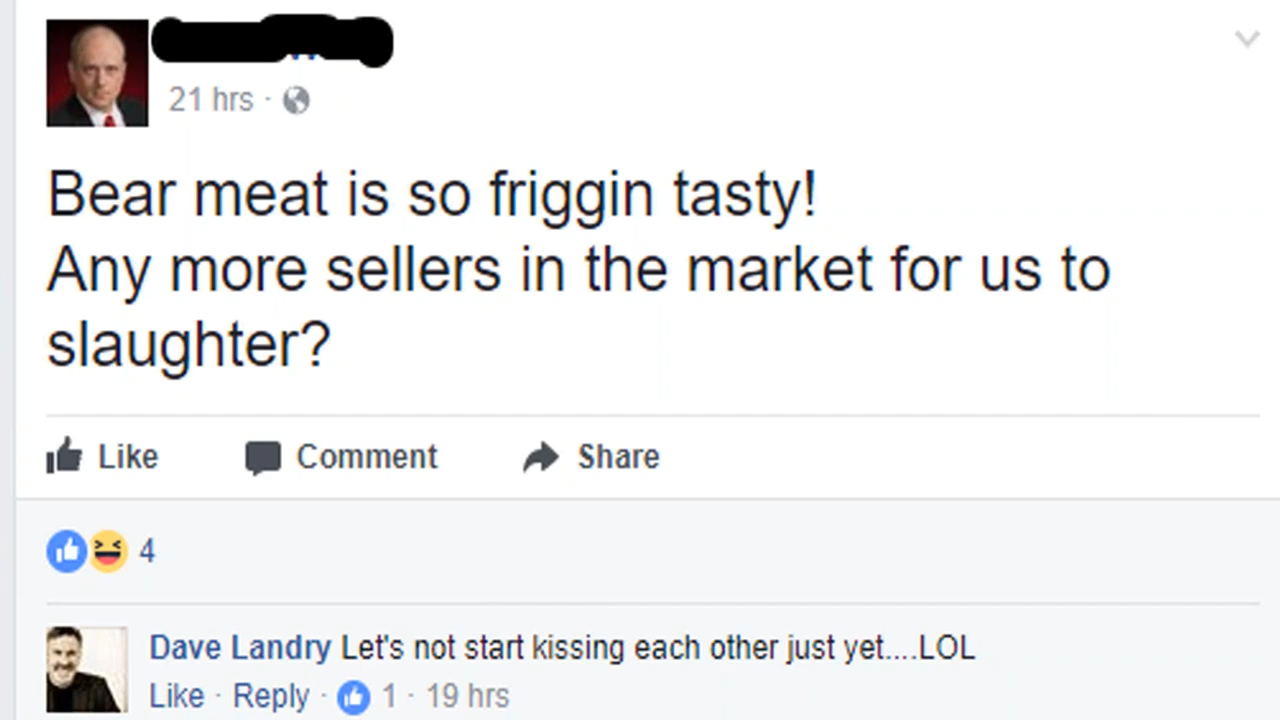 21 hrs ·
Bear meat is so friggin tasty!
Any more sellers in the market for us to
slaughter?
Like Comment Share
4
Dave Landry Let's not start kissing each other just yet....LOL
Like · Reply · 1 · 19 hrs